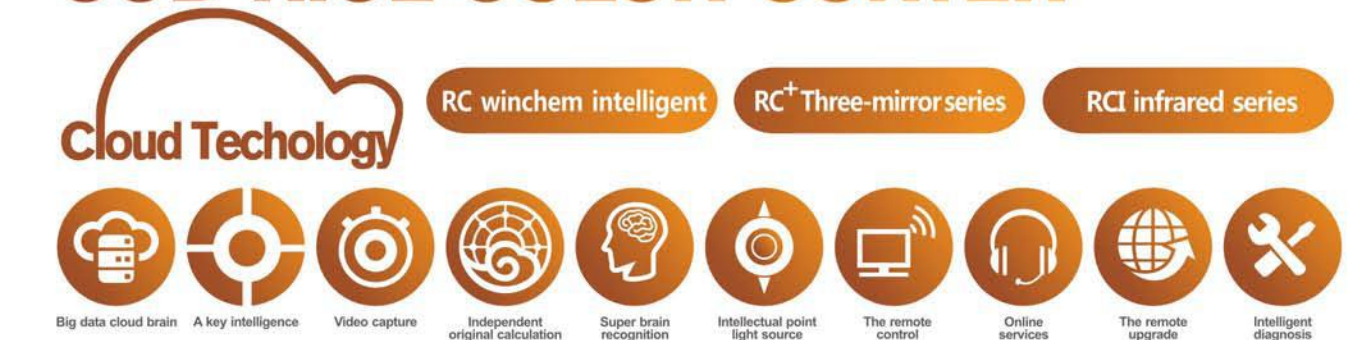 Cloud Techology
RC winchem intelligent
RC+ Three-mirror series
RCI infrared series
Big data cloud brain
A key intelligence
Video capture
Independent
original calculation
Super brain
recognition
Intellectual point
light source
The remote
control
Online
services
The remote
upgrade
Intelligent
diagnosis